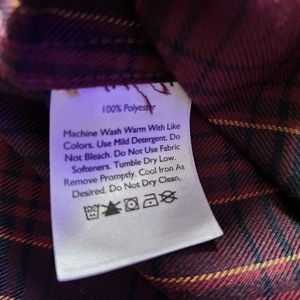 100% Polyester
Machine Wash Warm With Like
Colors. Use Mild Detergent. Do
Not Bleach. Do Not Use Fabric
Softeners. Tumble Dry Low.
Remove Promptly. Cool Iron As
Desired. Do Not Dry Clean.